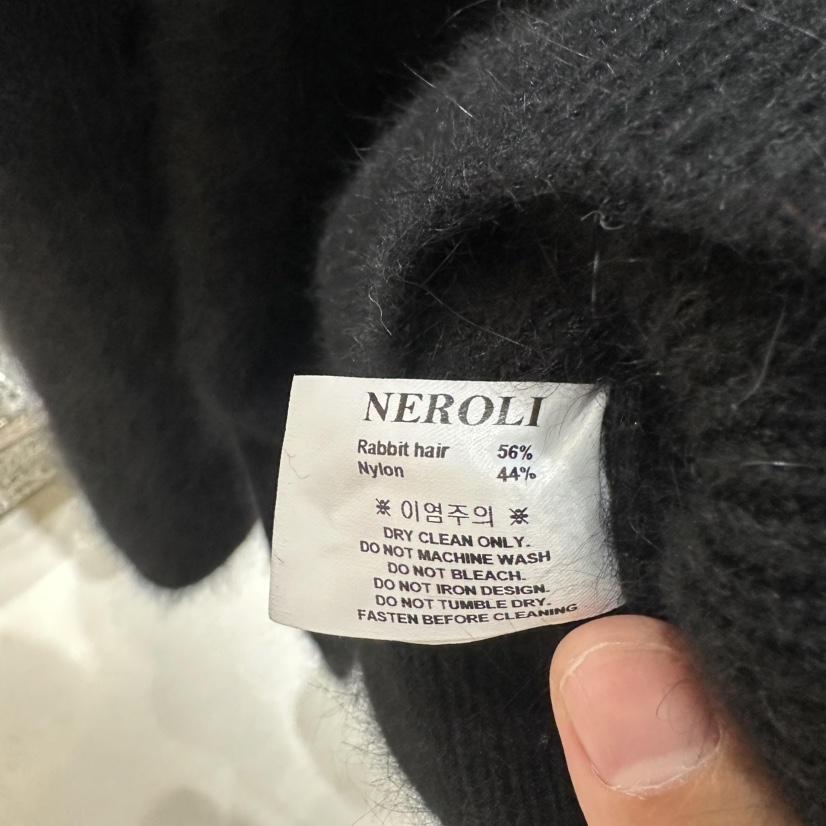 NEROLI
Rabbit hair 56%
Nylon 44%
※ 이염주의 ※
DRY CLEAN ONLY.
DO NOT MACHINE WASH
DO NOT BLEACH.
DO NOT IRON DESIGN.
DO NOT TUMBLE DRY.
FASTEN BEFORE CLEANING